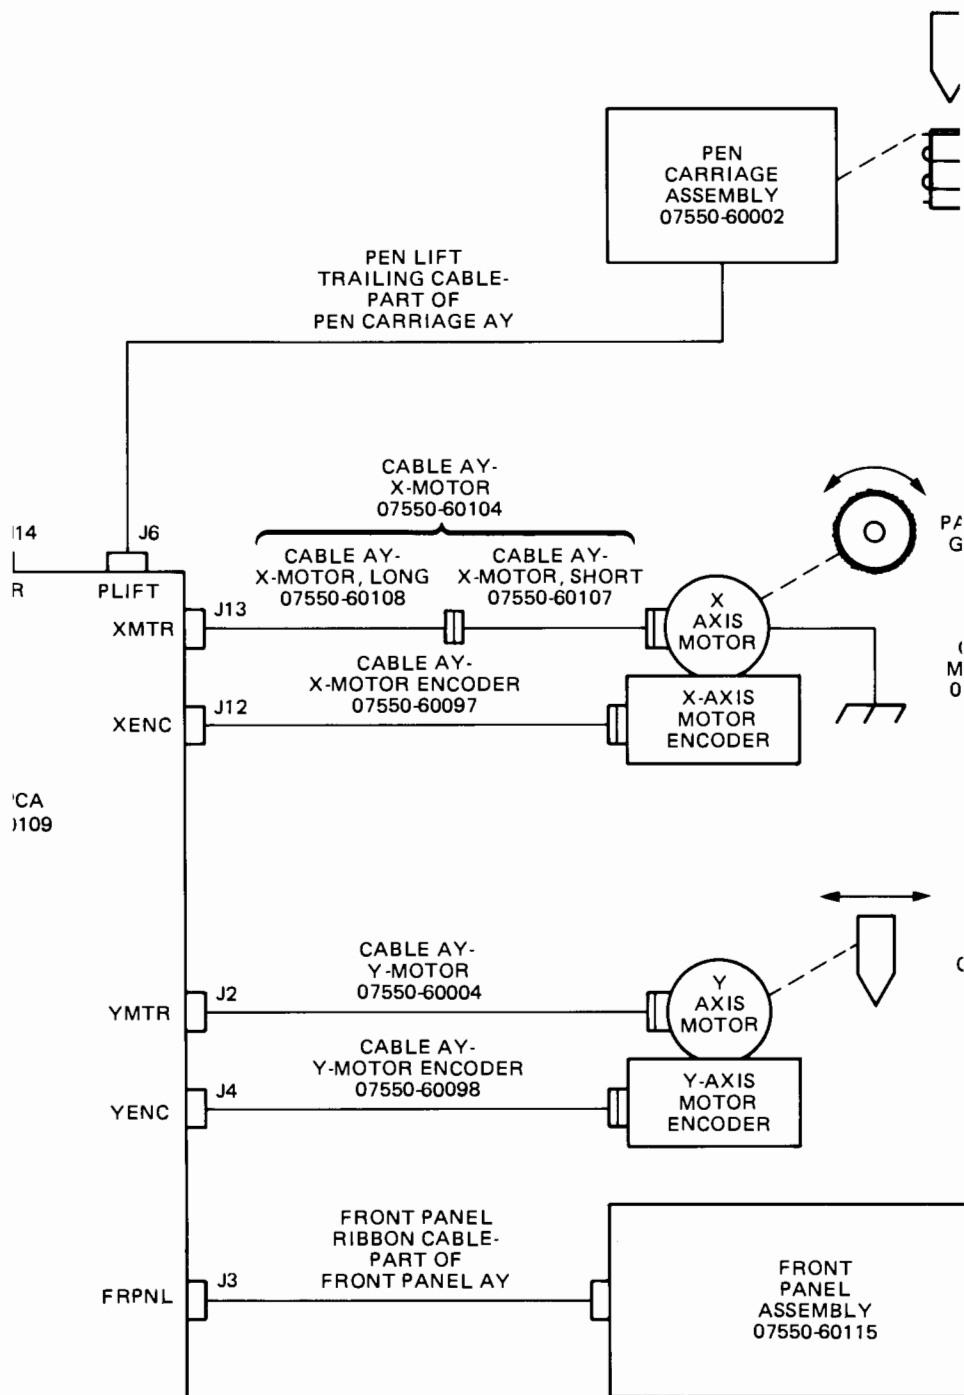 PEN
CARRIAGE
ASSEMBLY
07550-60002
PEN LIFT
TRAILING CABLE-
PART OF
PEN CARRIAGE AY
CABLE AY-
X-MOTOR
07550-60104
J6
PLIFT
CABLE AY-
X-MOTOR, LONG
07550-60108
CABLE AY-
X-MOTOR, SHORT
07550-60107
J13
XMTR
X
AXIS
MOTOR
CABLE AY-
X-MOTOR ENCODER
07550-60097
J12
XENC
X-AXIS
MOTOR
ENCODER
CABLE AY-
Y-MOTOR
07550-60004
J2
YMTR
Y
AXIS
MOTOR
CABLE AY-
Y-MOTOR ENCODER
07550-60098
J4
YENC
Y-AXIS
MOTOR
ENCODER
FRONT PANEL
RIBBON CABLE-
PART OF
FRONT PANEL AY
J3
FRPNL
FRONT
PANEL
ASSEMBLY
07550-60115